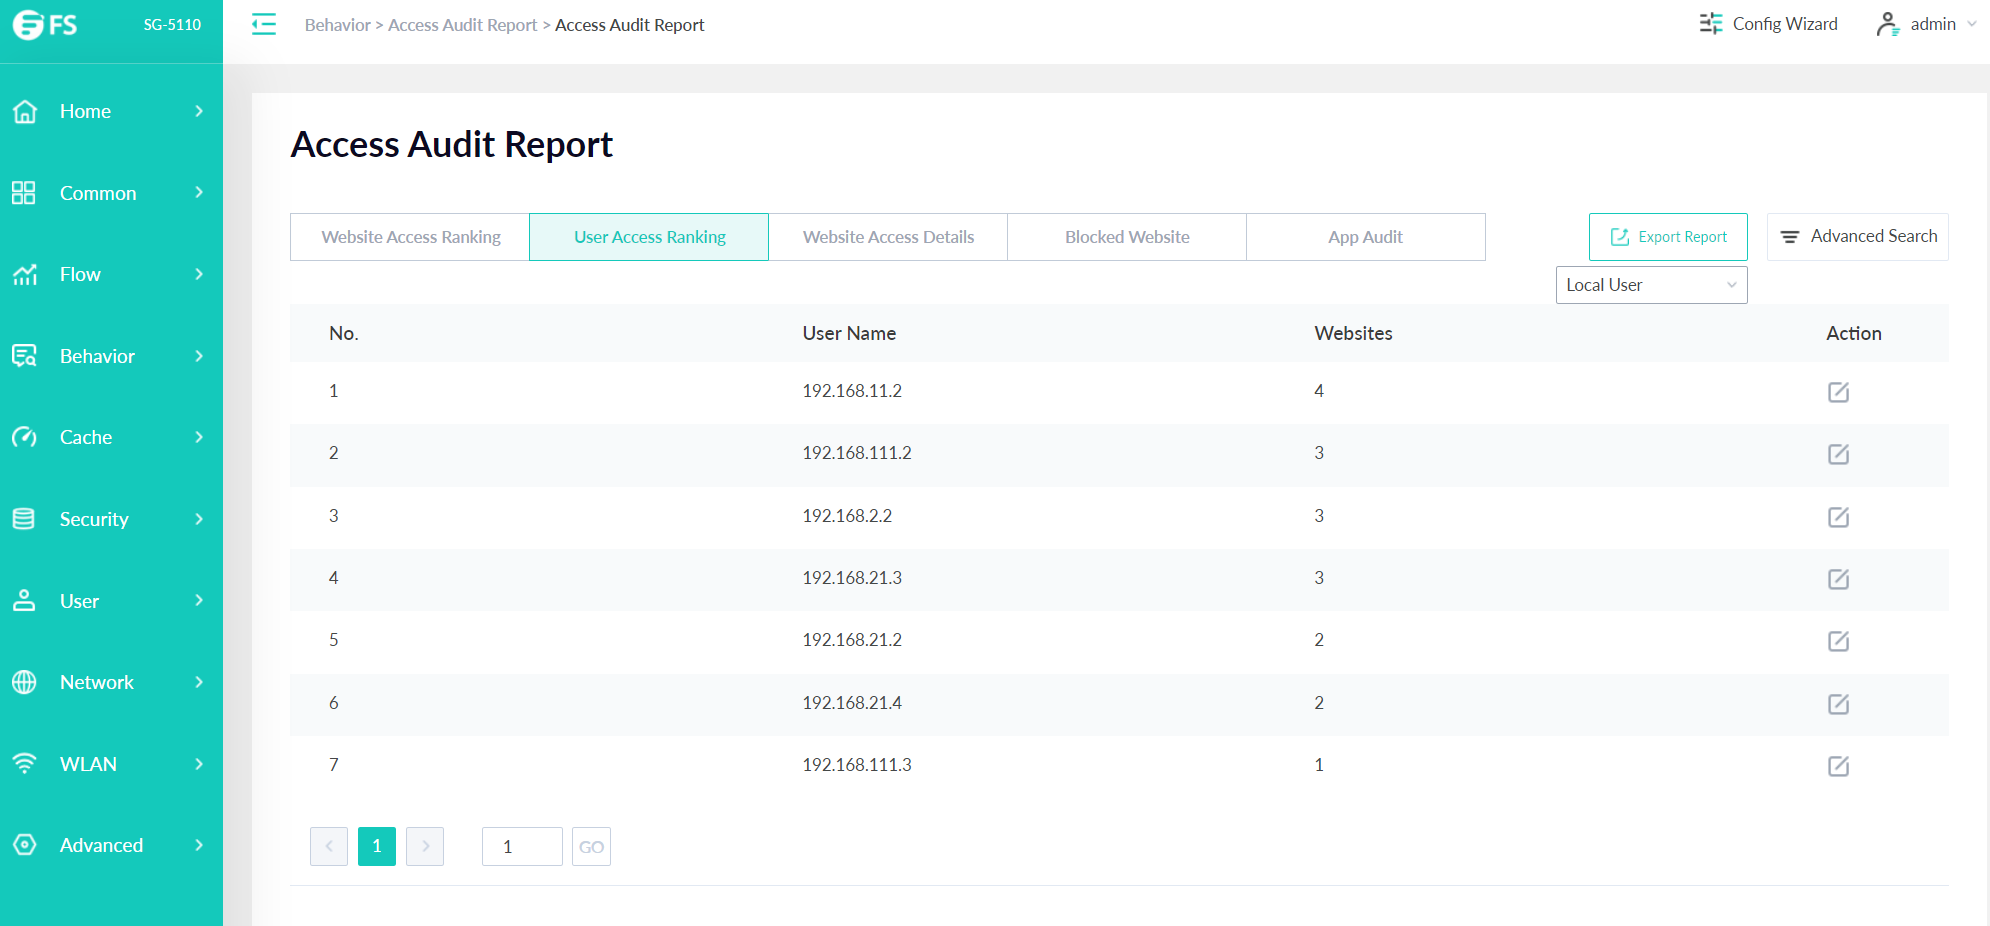 FS SG-5110
Behavior > Access Audit Report > Access Audit Report
Config Wizard
admin
Home
Common
Flow
Behavior
Cache
Security
User
Network
WLAN
Advanced
Access Audit Report
Website Access Ranking User Access Ranking Website Access Details Blocked Website App Audit
Export Report
Advanced Search
Local User
No. User Name Websites Action
1 192.168.11.2 4
2 192.168.111.2 3
3 192.168.2.2 3
4 192.168.21.3 3
5 192.168.21.2 2
6 192.168.21.4 2
7 192.168.111.3 1
< 1 > 1 GO